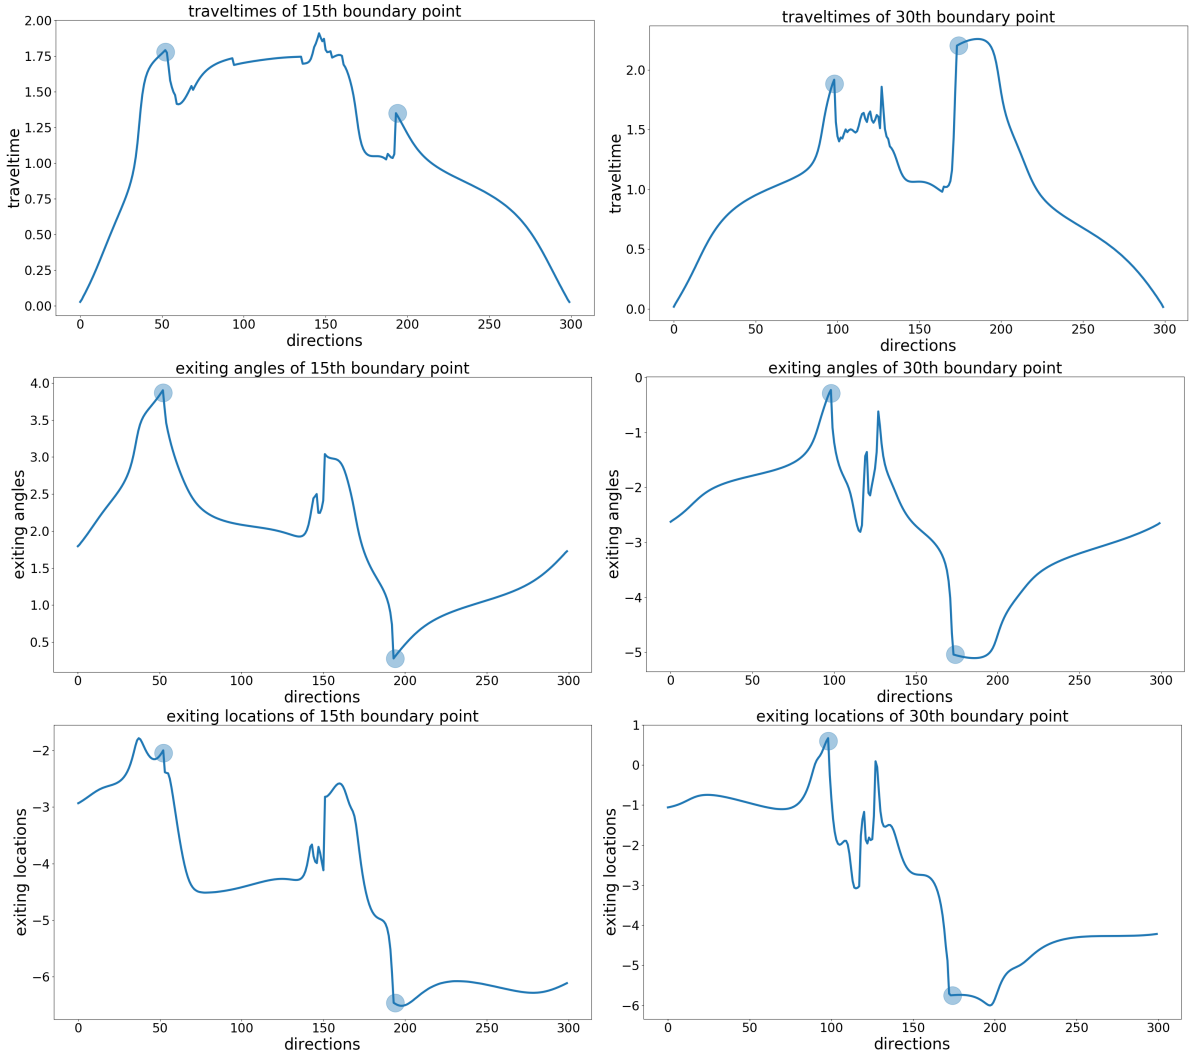 traveltimes of 15th boundary point
traveltime
2.00
1.75
1.50
1.25
1.00
0.75
0.50
0.25
0.00
0 50 100 150 200 250 300
directions
traveltimes of 30th boundary point
traveltime
2.0
1.5
1.0
0.5
0.0
0 50 100 150 200 250 300
directions
exiting angles of 15th boundary point
exiting angles
4.0
3.5
3.0
2.5
2.0
1.5
1.0
0.5
0 50 100 150 200 250 300
directions
exiting angles of 30th boundary point
exiting angles
0
−1
−2
−3
−4
−5
0 50 100 150 200 250 300
directions
exiting locations of 15th boundary point
exiting locations
−2
−3
−4
−5
−6
0 50 100 150 200 250 300
directions
exiting locations of 30th boundary point
exiting locations
1
0
−1
−2
−3
−4
−5
−6
0 50 100 150 200 250 300
directions